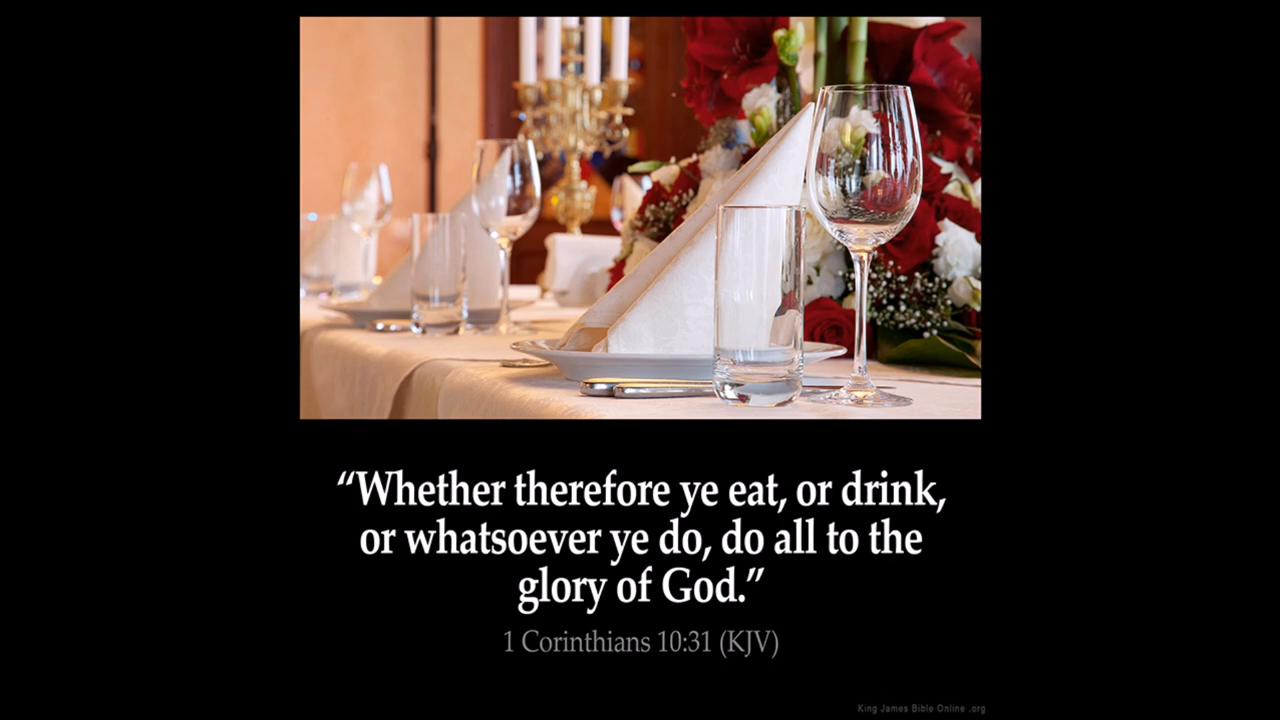 “Whether therefore ye eat, or drink,
or whatsoever ye do, do all to the
glory of God.”
1 Corinthians 10:31 (KJV)
King James Bible Online .org